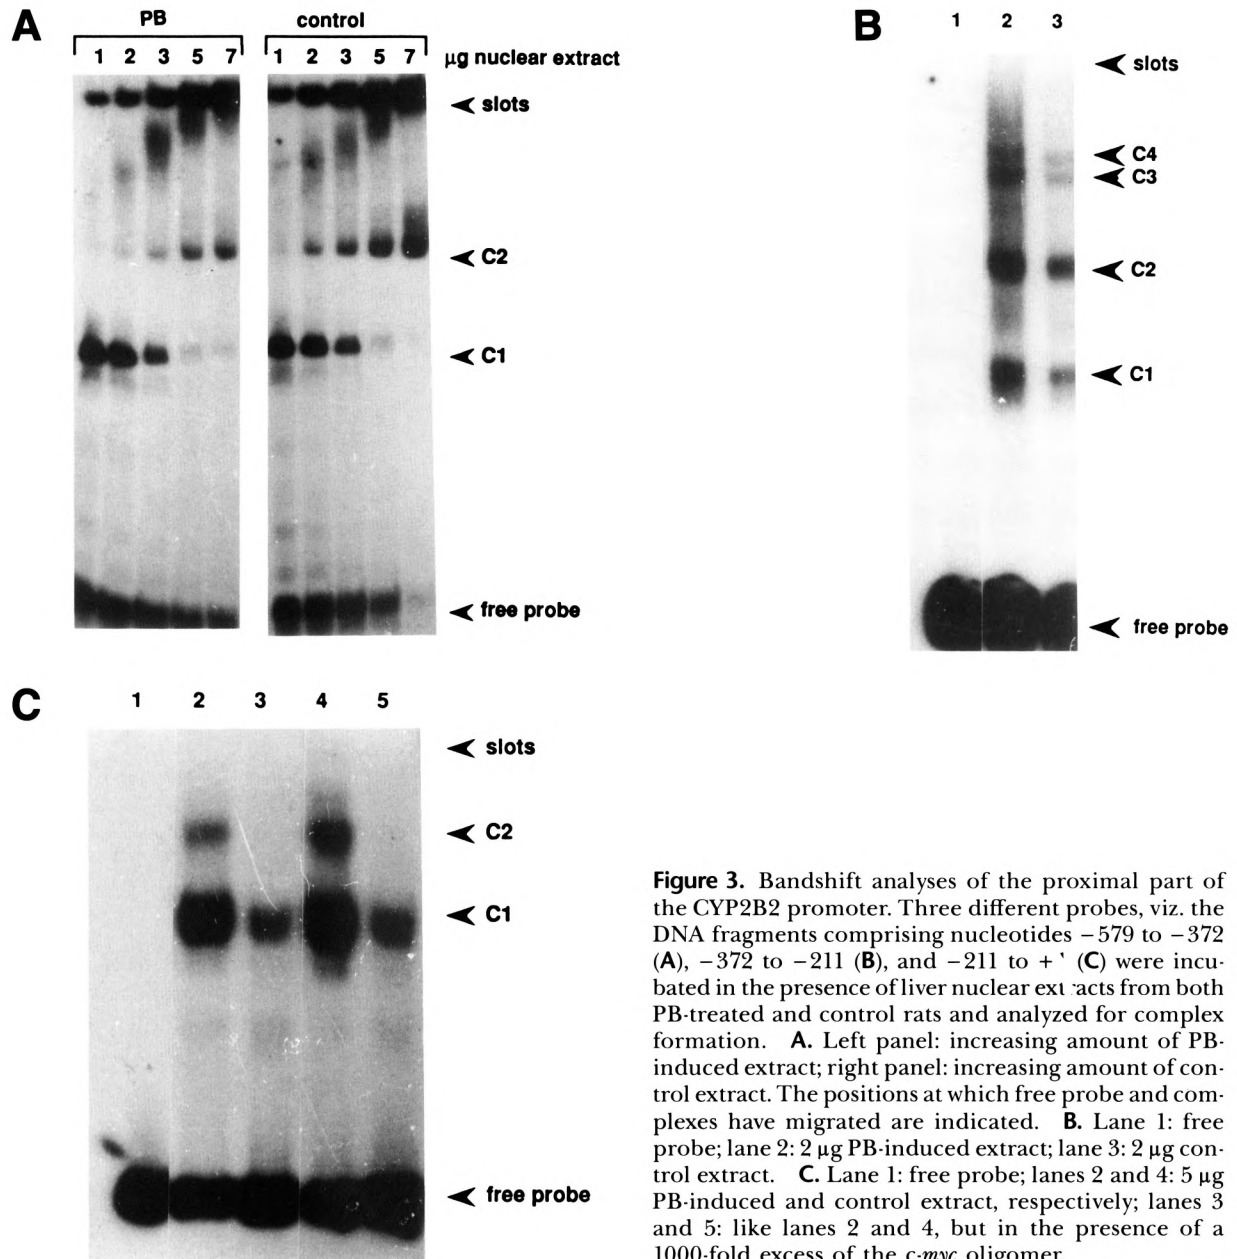 A
PB
control
1 2 3 5 7
1 2 3 5 7
μg nuclear extract
slots
C2
C1
free probe
B
1 2 3
slots
C4
C3
C2
C1
free probe
C
1 2 3 4 5
slots
C2
C1
free probe
Figure 3. Bandshift analyses of the proximal part of
the CYP2B2 promoter. Three different probes, viz. the
DNA fragments comprising nucleotides −579 to −372
(A), −372 to −211 (B), and −211 to + (C) were incu-
bated in the presence of liver nuclear from both
PB-treated and control rats and analyzed for complex
formation. A. Left panel: increasing amount of PB-
induced extract; right panel: increasing amount of con-
trol extract. The positions at which free probe and com-
plexes have migrated are indicated. B. Lane 1: free
probe; lane 2: 2 μg PB-induced extract; lane 3: 2 μg con-
trol extract. C. Lane 1: free probe; lanes 2 and 4: 5 μg
PB-induced and control extract, respectively; lanes 3
and 5: like lanes 2 and 4, but in the presence of a
1000-fold excess of the c-myc oligomer